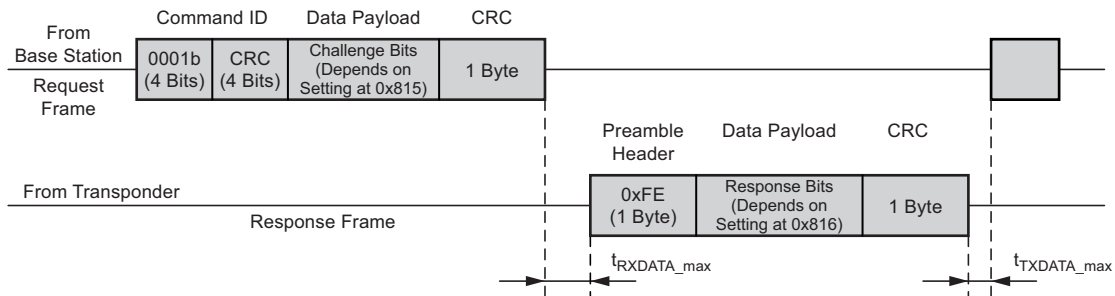 Command ID
Data Payload
CRC
From
Base Station
Request
Frame
0001b
(4 Bits)
CRC
(4 Bits)
Challenge Bits
(Depends on
Setting at 0x815)
1 Byte
Preamble
Header
Data Payload
CRC
From Transponder
Response Frame
0xFE
(1 Byte)
Response Bits
(Depends on
Setting at 0x816)
1 Byte
tRXDATA_max
tTXDATA_max